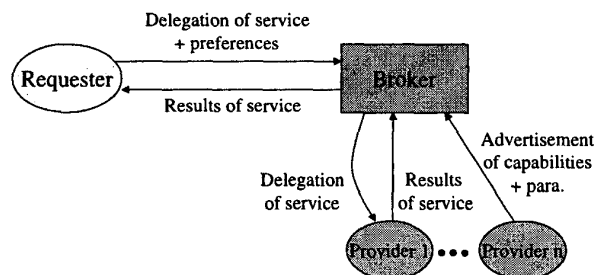 Delegation of service
+ preferences
Requester
Broker
Results of service
Advertisement
of capabilities
+ para.
Delegation
of service
Results
of service
Provider 1
Provider n